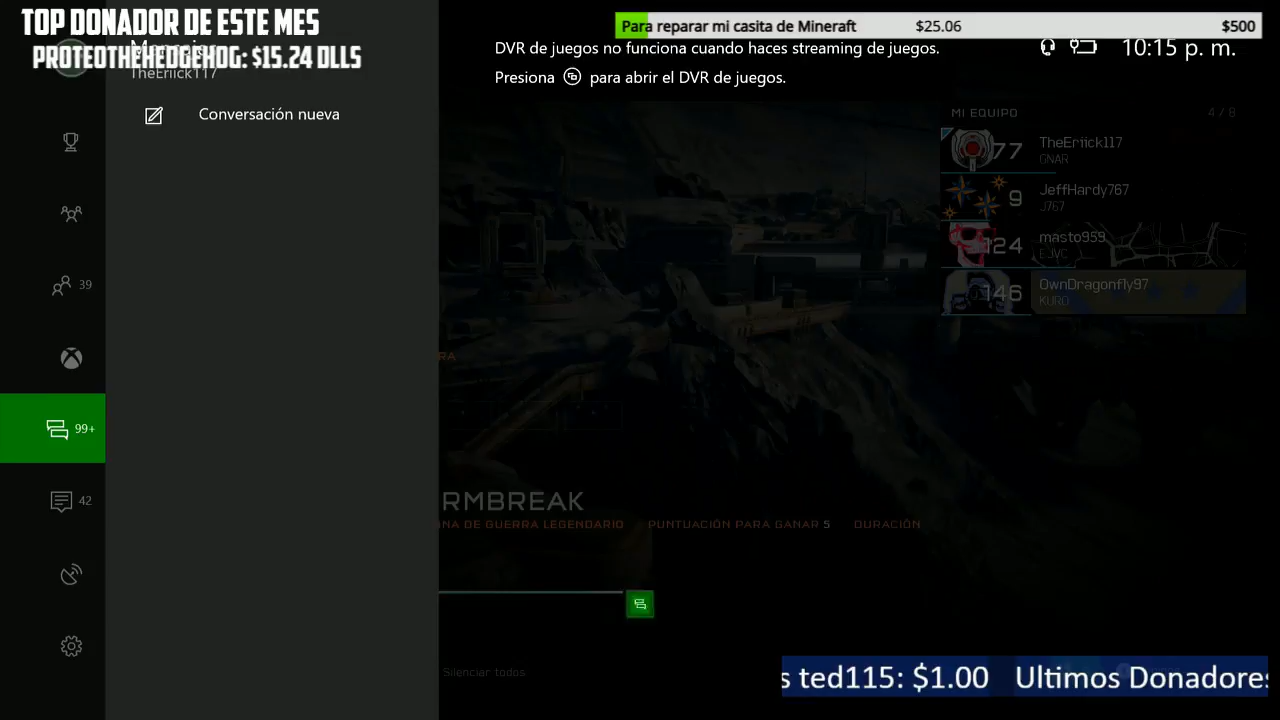 TOP DONADOR DE ESTE MES
PROTEOTHEHEDGEHOG: $15.24 DLLS
TheEriick117
Conversación nueva
39
99+
42
Para reparar mi casita de Mineraft $25.06 $500
DVR de juegos no funciona cuando haces streaming de juegos.
Presiona para abrir el DVR de juegos.
10:15 p. m.
MI EQUIPO 4 / 8
77 TheEriick117
GNAR
9 JeffHardy767
J767
124 masto959
EJVC
146 OwnDragonfly97
KURO
RA
RMBREAK
NA DE GUERRA LEGENDARIO PUNTUACIÓN PARA GANAR 5 DURACIÓN
Silenciar todos
s ted115: $1.00 Ultimos Donadores